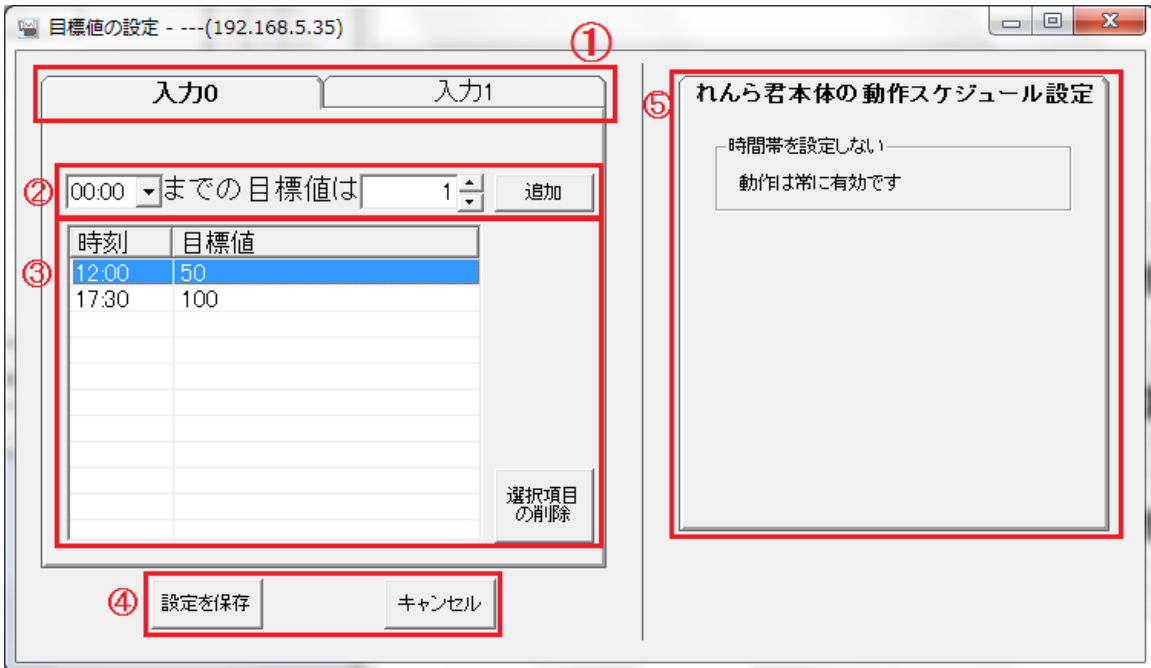 目標値の設定 - ---(192.168.5.35)
①
入力0 入力1
②
00:00 までの目標値は 1 追加
③
時刻 目標値
12:00 50
17:30 100
選択項目
の削除
④
設定を保存 キャンセル
⑤
れんら君本体の動作スケジュール設定
時間帯を設定しない
動作は常に有効です